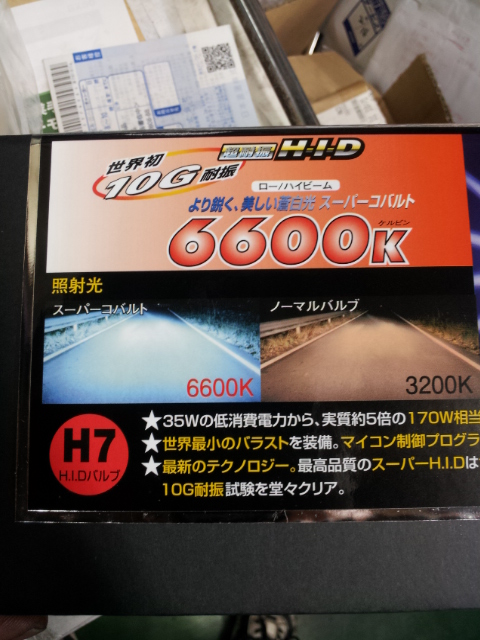 世界初
10G耐振
超耐振 H・I・D
ロー/ハイビーム
より鋭く、美しい蒼白光 スーパーコバルト
ケルビン
6600K
照射光
スーパーコバルト
ノーマルバルブ
6600K
3200K
H7
H.I.Dバルブ
★35Wの低消費電力から、実質約5倍の170W相当
★世界最小のバラストを装備。マイコン制御プログラ
★最新のテクノロジー。最高品質のスーパーH.I.Dは
10G耐振試験を堂々クリア。